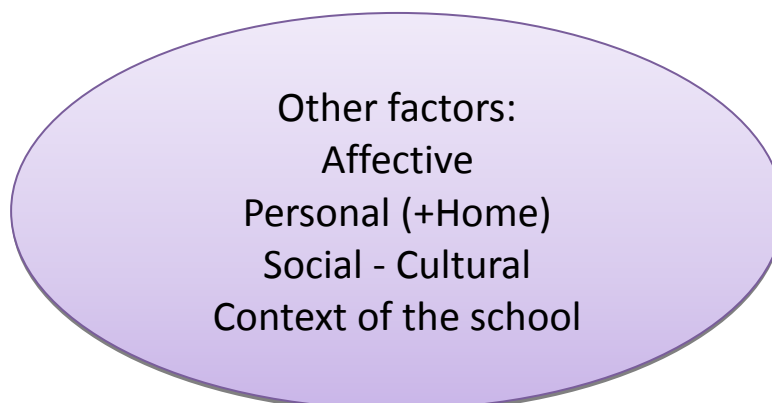 Other factors:
Affective
Personal (+Home)
Social - Cultural
Context of the school